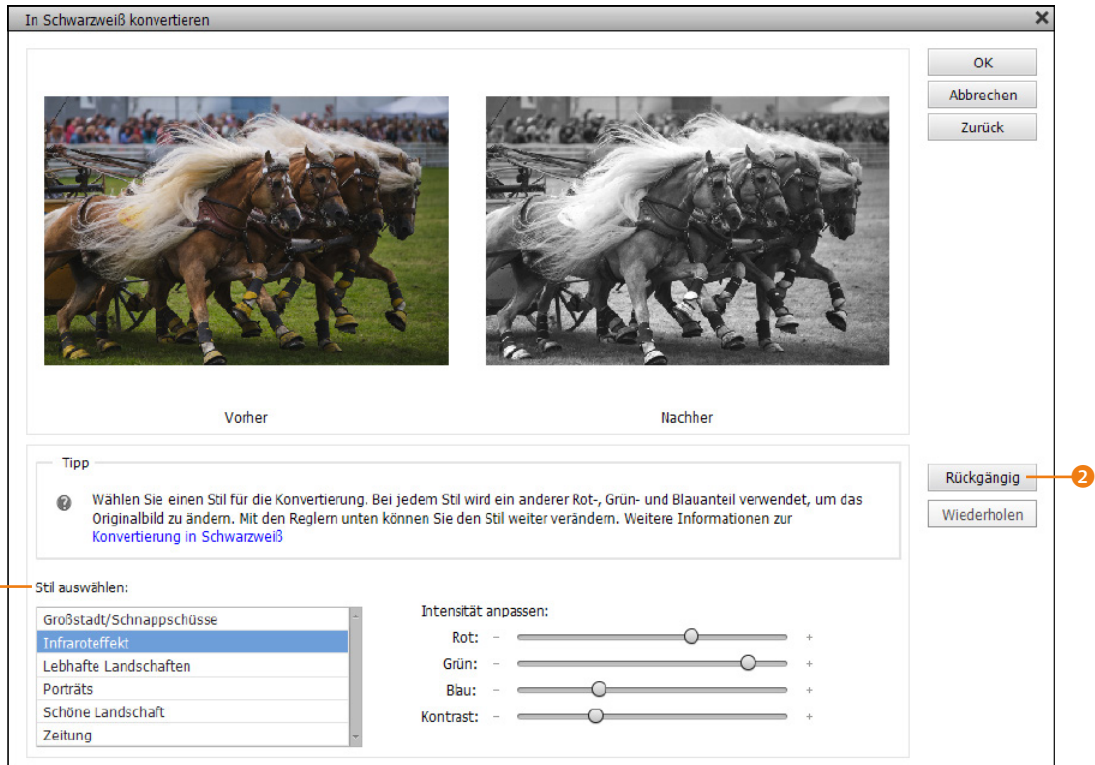 In Schwarzweiß konvertieren
OK
Abbrechen
Zurück
Vorher
Nachher
Tipp
Wählen Sie einen Stil für die Konvertierung. Bei jedem Stil wird ein anderer Rot-, Grün- und Blauanteil verwendet, um das
Originalbild zu ändern. Mit den Reglern unten können Sie den Stil weiter verändern. Weitere Informationen zur
Konvertierung in Schwarzweiß
Rückgängig
2
Wiederholen
Stil auswählen:
Großstadt/Schnappschüsse
Infraroteffekt
Lebhafte Landschaften
Porträts
Schöne Landschaft
Zeitung
Intensität anpassen:
Rot: - +
Grün: - +
Blau: - +
Kontrast: - +